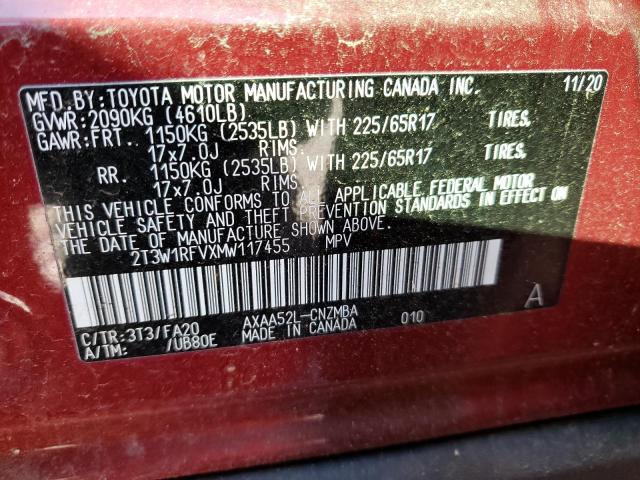 MFD.BY:TOYOTA MOTOR MANUFACTURING CANADA INC. 11/20
GVWR:2090KG (4610LB)
GAWR:FRT. 1150KG (2535LB) WITH 225/65R17 TIRES,
17x7.0J RIMS.
RR. 1150KG (2535LB) WITH 225/65R17 TIRES,
17x7.0J RIMS.
THIS VEHICLE CONFORMS TO ALL APPLICABLE FEDERAL MOTOR
VEHICLE SAFETY AND THEFT PREVENTION STANDARDS IN EFFECT ON
THE DATE OF MANUFACTURE SHOWN ABOVE.
2T3W1RFVXMW117455 MPV
C/TR:3T3/FA20 AXAA52L-CNZMBA 010 A
A/TM: /UB80E MADE IN CANADA